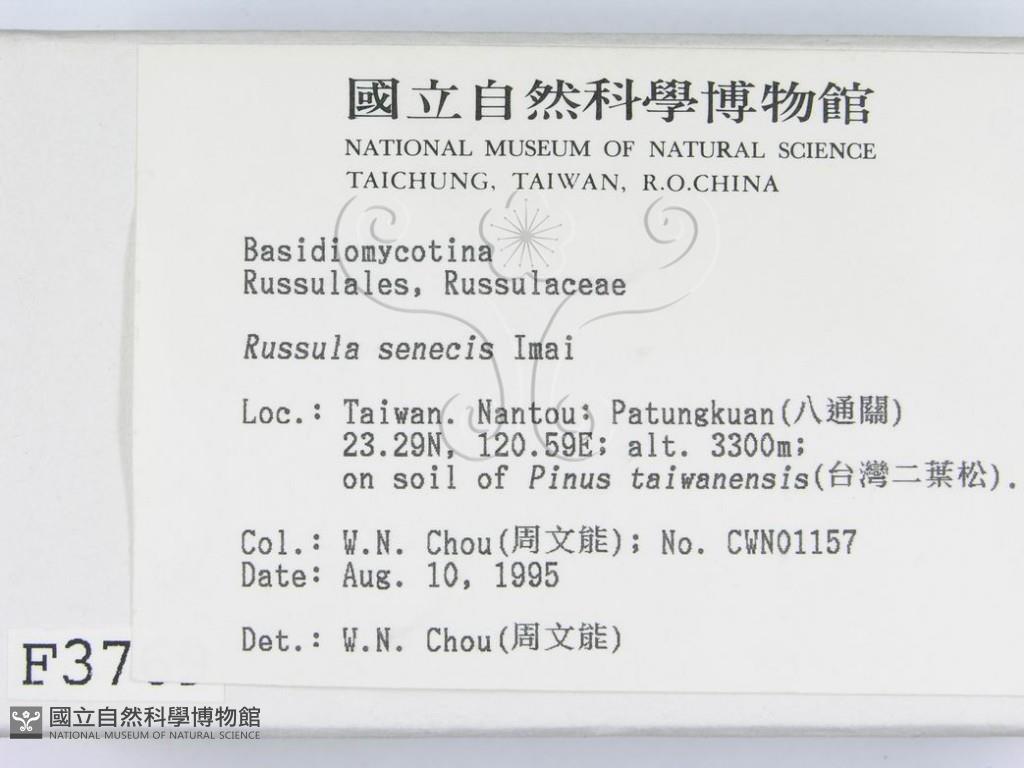 國立自然科學博物館
NATIONAL MUSEUM OF NATURAL SCIENCE
TAICHUNG, TAIWAN, R.O.CHINA
Basidiomycotina
Russulales, Russulaceae
Russula senecis Imai
Loc.: Taiwan. Nantou: Patungkuan(八通關)
23.29N, 120.59E; alt. 3300m;
on soil of Pinus taiwanensis(台灣二葉松).
Col.: W.N. Chou(周文能); No. CWN01157
Date: Aug. 10, 1995
Det.: W.N. Chou(周文能)
國立自然科學博物館
NATIONAL MUSEUM OF NATURAL SCIENCE